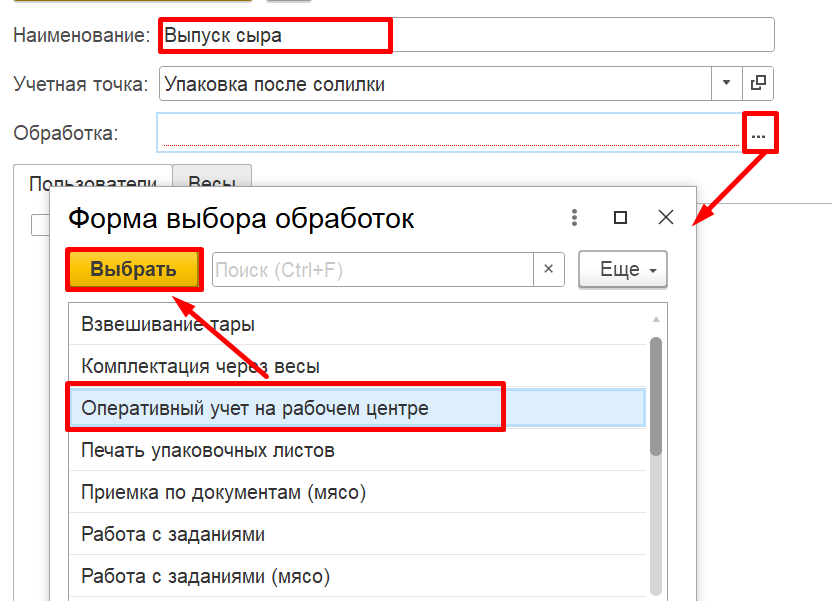 Наименование: Выпуск сыра
Учетная точка: Упаковка после солилки
Обработка: ...
Пользователи Весы
Форма выбора обработок
Выбрать Поиск (Ctrl+F) × Еще
Взвешивание тары
Комплектация через весы
Оперативный учет на рабочем центре
Печать упаковочных листов
Приемка по документам (мясо)
Работа с заданиями
Работа с заданиями (мясо)